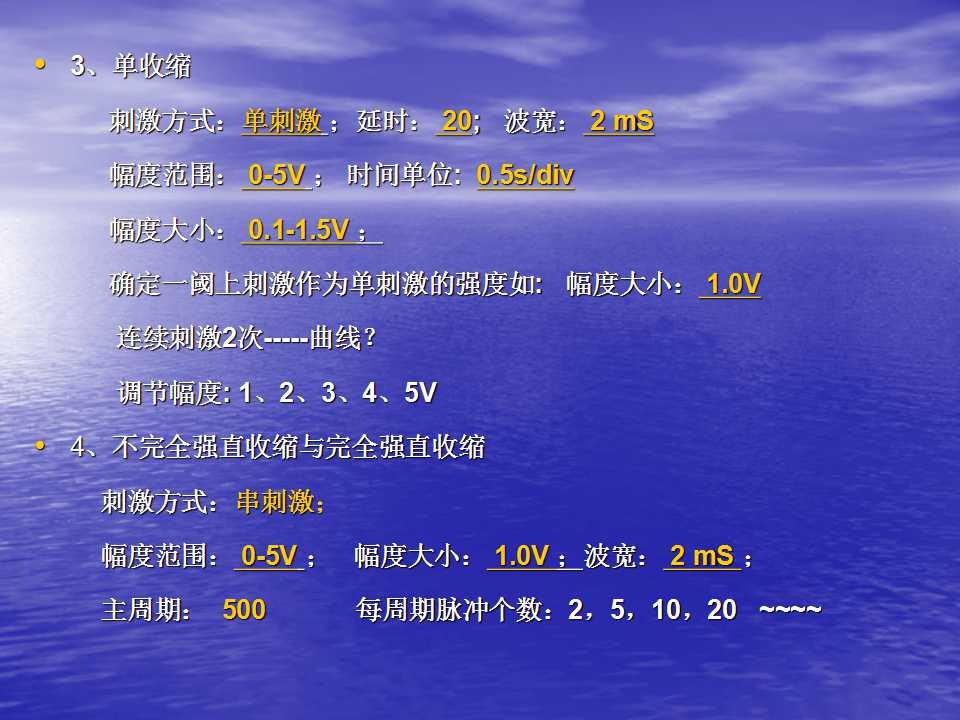 • 3、单收缩
刺激方式：单刺激 ；延时： 20; 波宽： 2 mS
幅度范围： 0-5V ； 时间单位: 0.5s/div
幅度大小： 0.1-1.5V ；
确定一阈上刺激作为单刺激的强度如: 幅度大小： 1.0V
连续刺激2次-----曲线？
调节幅度: 1、2、3、4、5V
• 4、不完全强直收缩与完全强直收缩
刺激方式：串刺激；
幅度范围： 0-5V ； 幅度大小： 1.0V ；波宽： 2 mS ；
主周期： 500 每周期脉冲个数：2，5，10，20 ~~~~